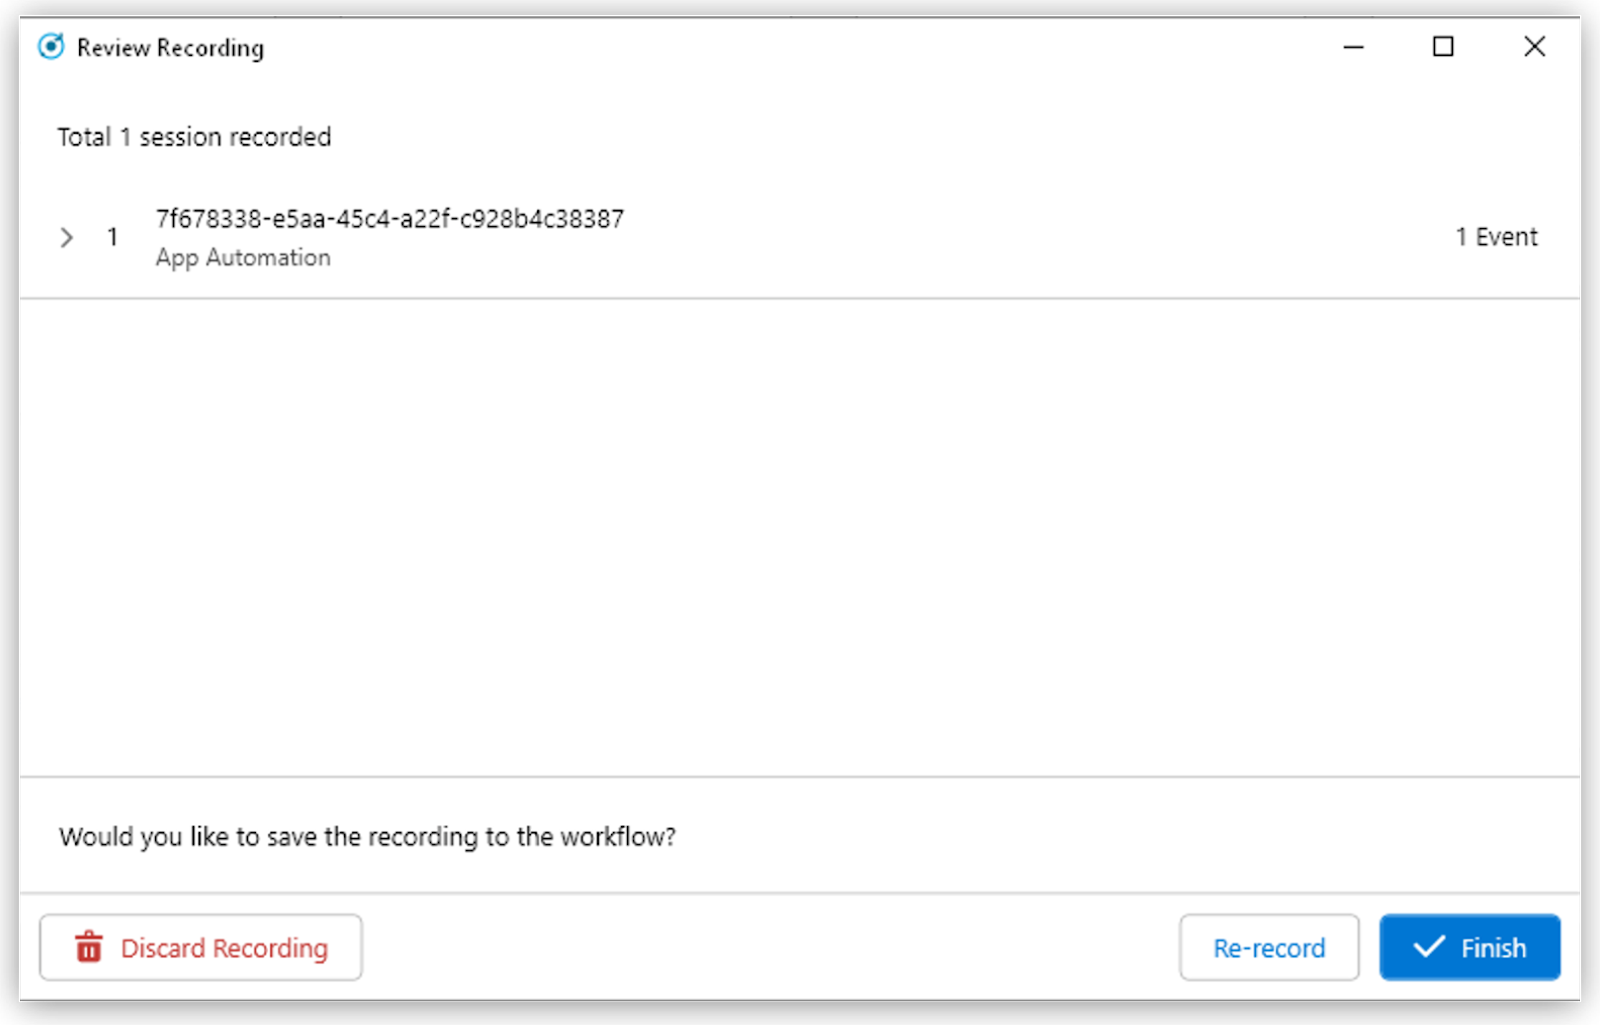 Review Recording
Total 1 session recorded
1
7f678338-e5aa-45c4-a22f-c928b4c38387
App Automation
1 Event
Would you like to save the recording to the workflow?
Discard Recording
Re-record
Finish